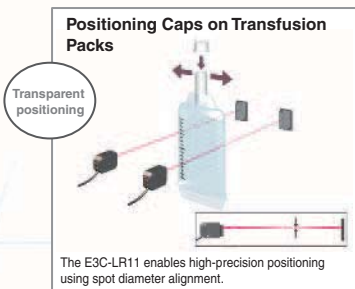 Positioning Caps on Transfusion
Packs
Transparent
positioning
The E3C-LR11 enables high-precision positioning
using spot diameter alignment.